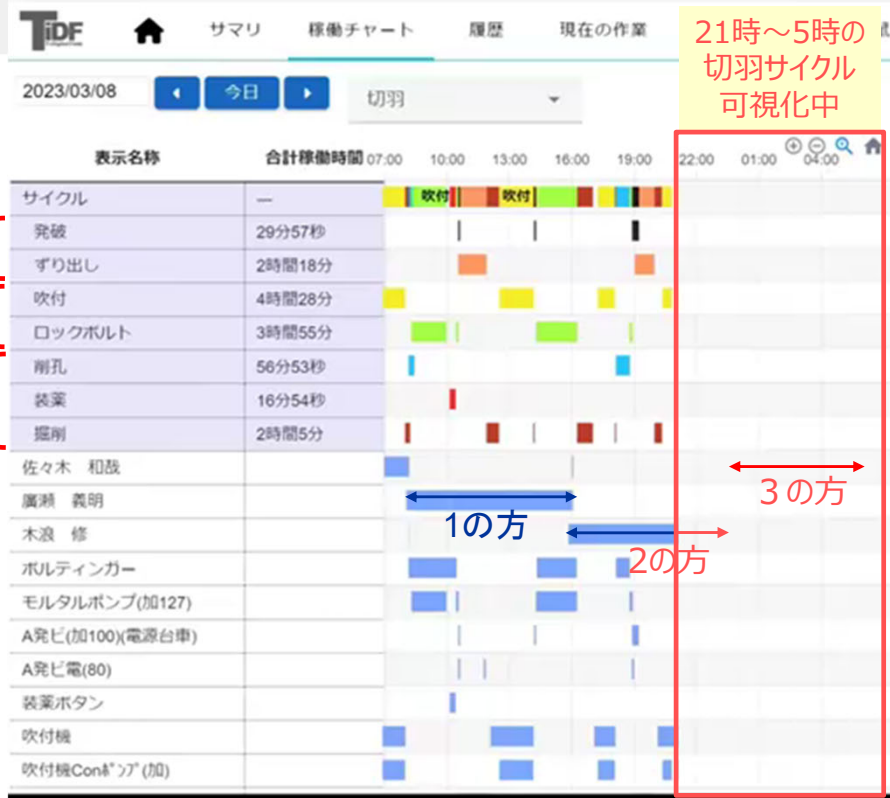 TiDF
サマリ
稼働チャート
履歴
現在の作業
21時～5時の
切羽サイクル
可視化中
2023/03/08
今日
切羽
表示名称
合計稼働時間
07:00 10:00 13:00 16:00 19:00 22:00 01:00 04:00
サイクル
—
吹付
吹付
発破 29分57秒
ずり出し 2時間18分
吹付 4時間28分
ロックボルト 3時間55分
削孔 56分53秒
装薬 16分54秒
掘削 2時間5分
佐々木 和哉
3の方
廣瀬 義明
1の方
木浪 修
2の方
ボルティンガー
モルタルポンプ(加127)
A発ビ(加100)(電源台車)
A発ビ電(80)
装薬ボタン
吹付機
吹付機Conﾎﾟﾝﾌﾟ(加)